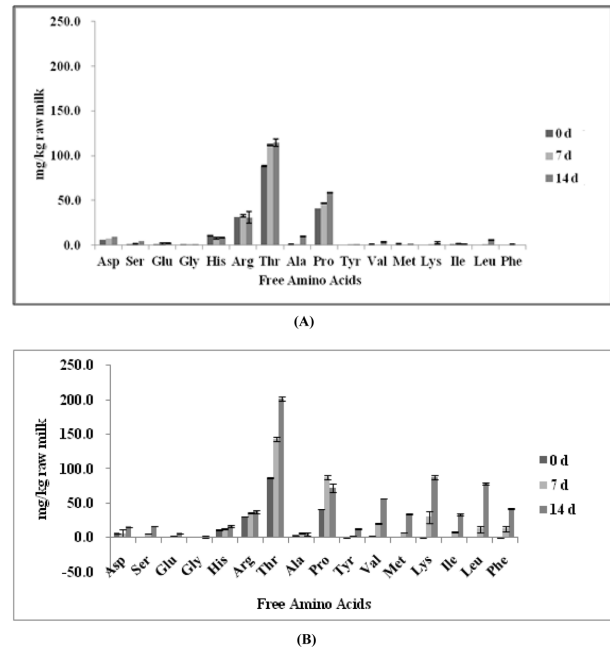 250.0
200.0
150.0
100.0
50.0
0.0
mg/kg raw milk
0 d
7 d
14 d
Asp Ser Glu Gly His Arg Thr Ala Pro Tyr Val Met Lys Ile Leu Phe
Free Amino Acids
(A)
250.0
200.0
150.0
100.0
50.0
0.0
-50.0
mg/kg raw milk
0 d
7 d
14 d
Asp Ser Glu Gly His Arg Thr Ala Pro Tyr Val Met Lys Ile Leu Phe
Free Amino Acids
(B)